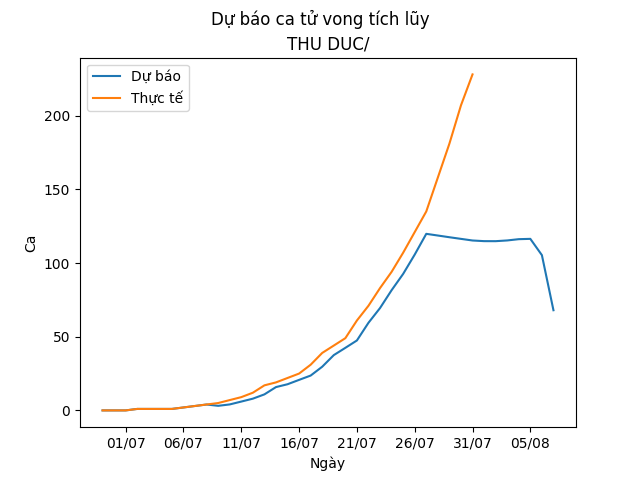 Dự báo ca tử vong tích lũy
THU DUC/
Dự báo
Thực tế
200
150
100
50
0
Ca
01/07 06/07 11/07 16/07 21/07 26/07 31/07 05/08
Ngày